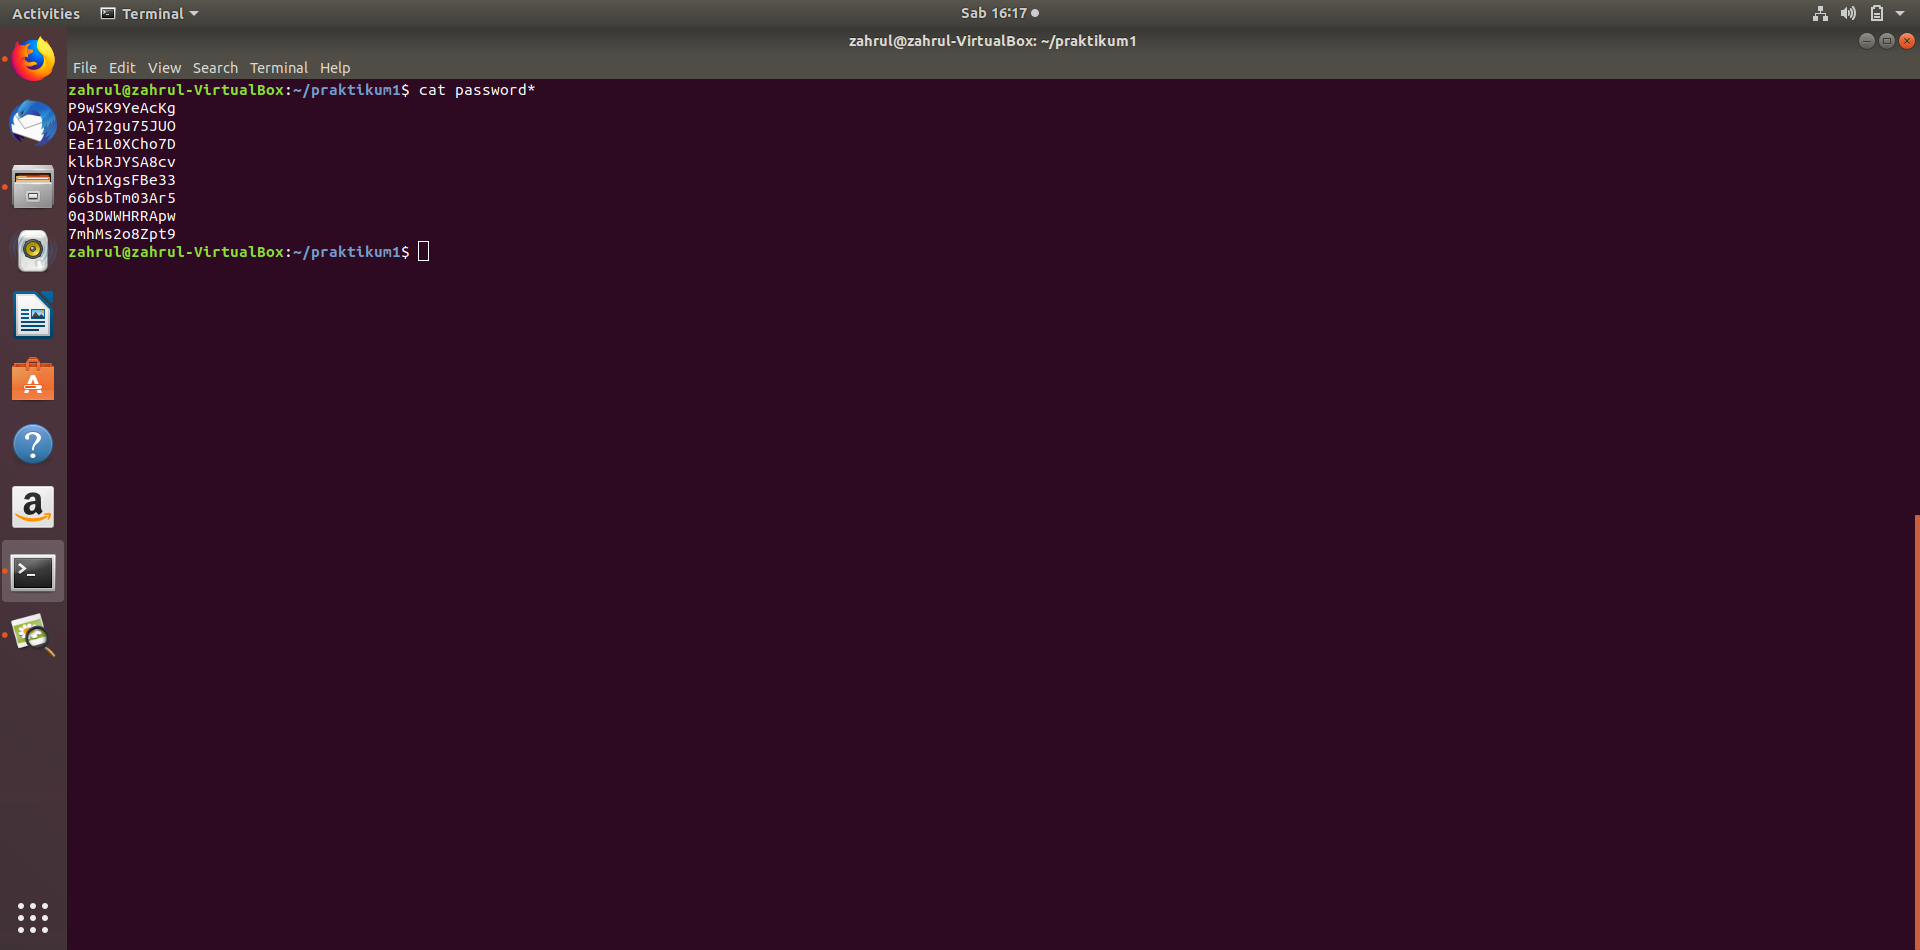 Activities Terminal Sab 16:17
zahrul@zahrul-VirtualBox: ~/praktikum1
File Edit View Search Terminal Help
zahrul@zahrul-VirtualBox:~/praktikum1$ cat password*
P9wSK9YeAcKg
OAj72gu75JUO
EaE1L0XCho7D
klkbRJYSA8cv
Vtn1XgsFBe33
66bsbTm03Ar5
0q3DWWHRRApw
7mhMs2o8Zpt9
zahrul@zahrul-VirtualBox:~/praktikum1$